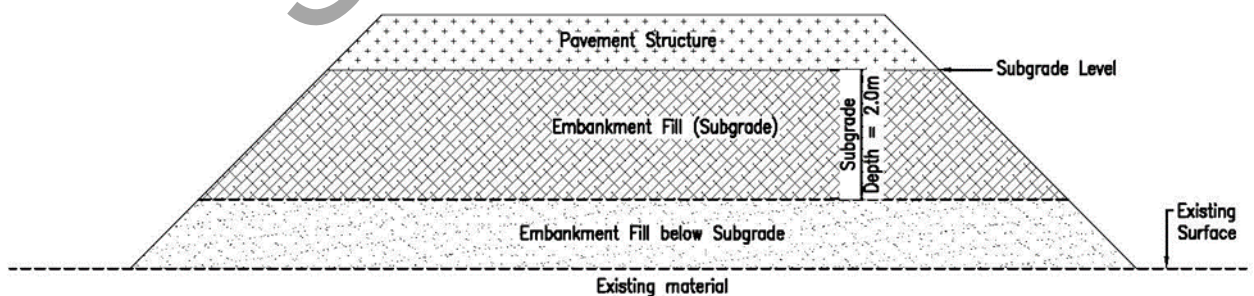 Pavement Structure
Subgrade Level
Embankment Fill (Subgrade)
Subgrade
Depth = 2.0m
Embankment Fill below Subgrade
Existing
Surface
Existing material